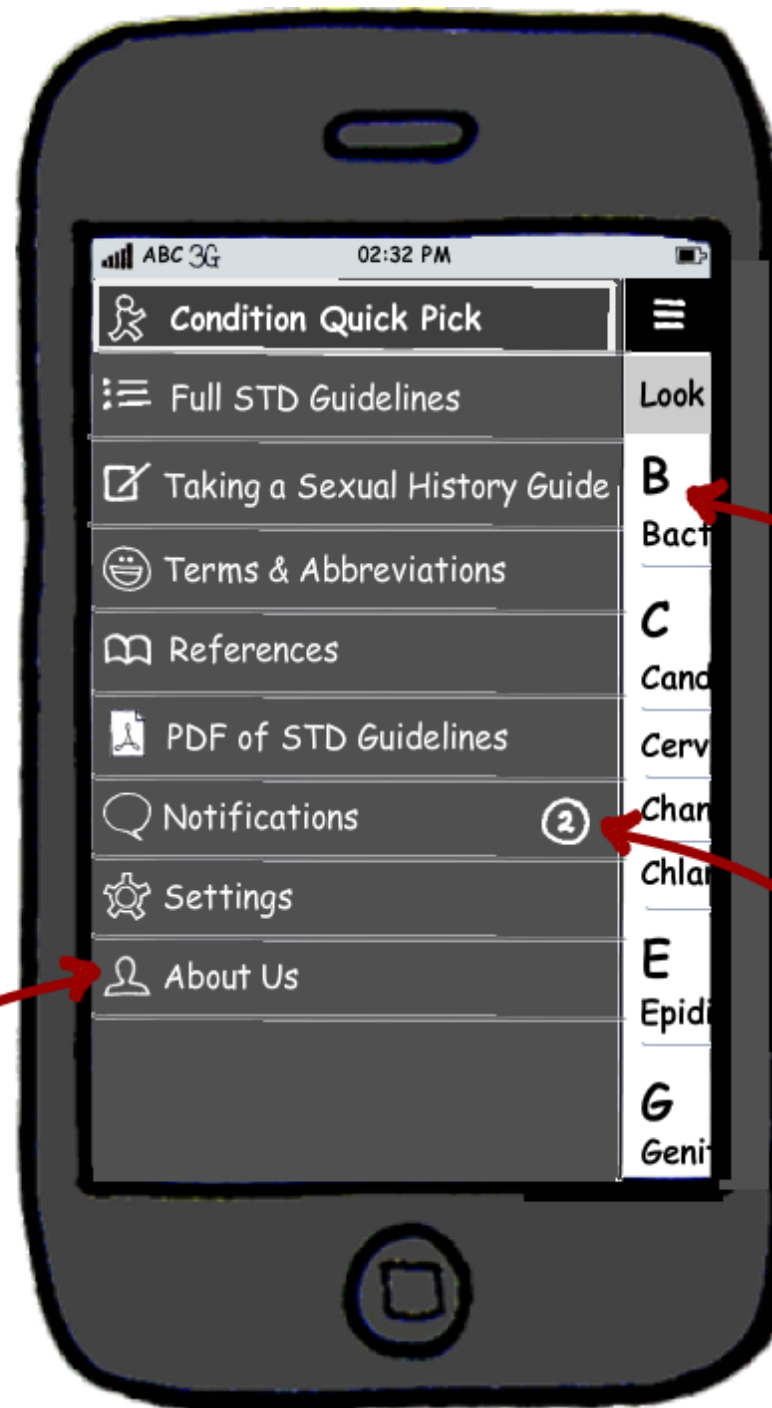 ABC 3G 02:32 PM
Condition Quick Pick
Full STD Guidelines
Taking a Sexual History Guide
Terms & Abbreviations
References
PDF of STD Guidelines
Notifications 2
Settings
About Us
Look
B
Bact
C
Cand
Cerv
Chan
Chlam
E
Epidi
G
Genit